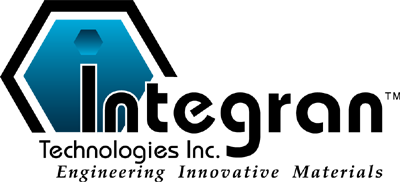 Integran™
Technologies Inc.
Engineering Innovative Materials